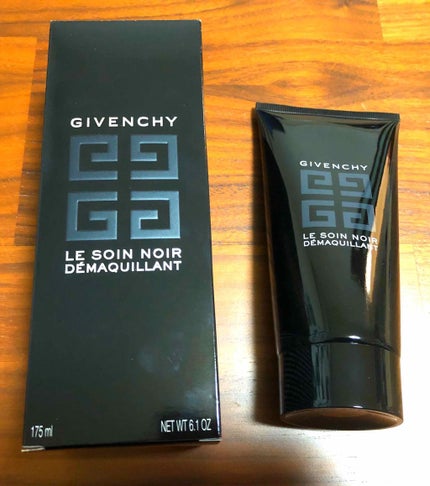 GIVENCHY
LE SOIN NOIR
DÉMAQUILLANT
175 ml
NET WT 6.1 OZ
GIVENCHY
LE SOIN NOIR
DÉMAQUILLANT